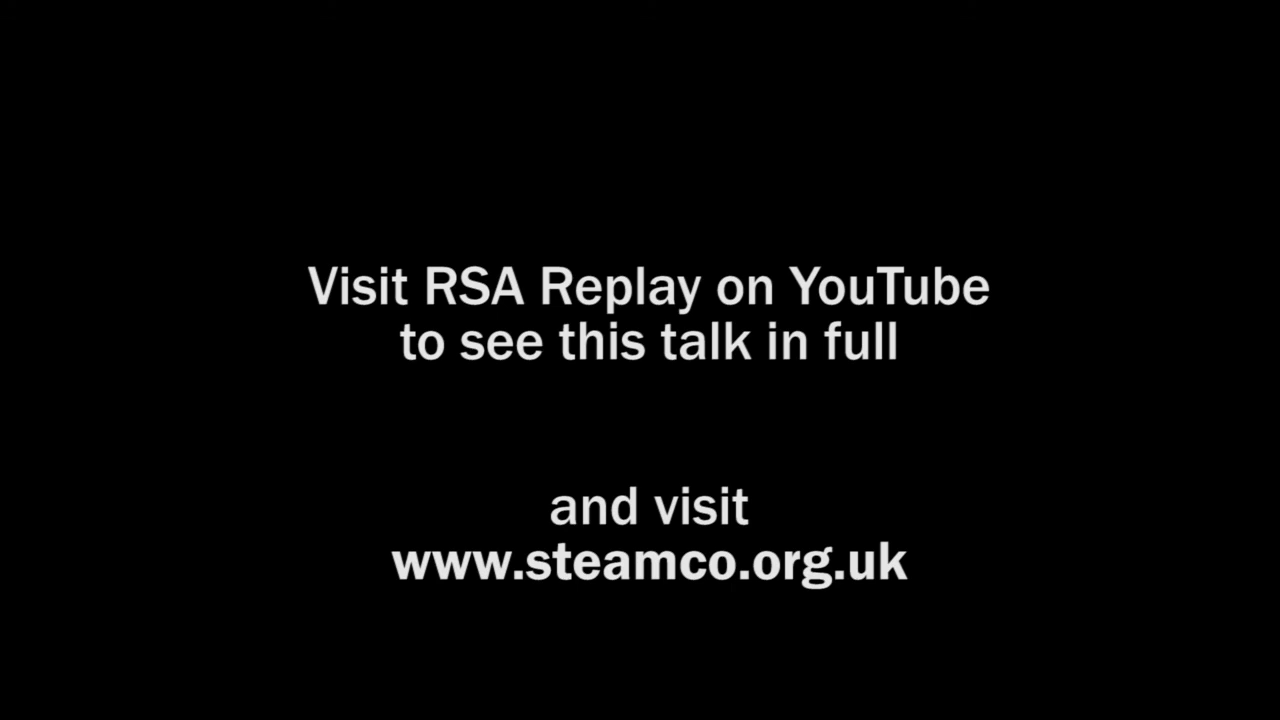 Visit RSA Replay on YouTube
to see this talk in full
and visit
www.steamco.org.uk